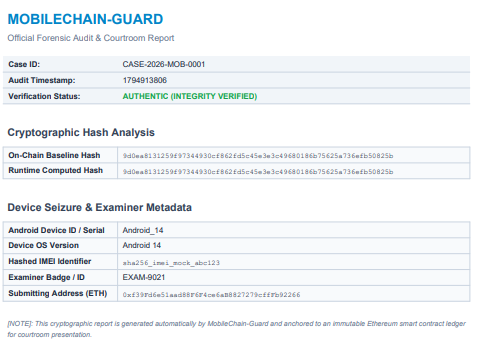 MOBILECHAIN-GUARD
Official Forensic Audit & Courtroom Report
Case ID: CASE-2026-MOB-0001
Audit Timestamp: 1794913806
Verification Status: AUTHENTIC (INTEGRITY VERIFIED)
Cryptographic Hash Analysis
On-Chain Baseline Hash 9d0ea8131259f97344930cf862fd5c45e3e3c49680186b75625a736efb50825b
Runtime Computed Hash 9d0ea8131259f97344930cf862fd5c45e3e3c49680186b75625a736efb50825b
Device Seizure & Examiner Metadata
Android Device ID / Serial Android_14
Device OS Version Android 14
Hashed IMEI Identifier sha256_imei_mock_abc123
Examiner Badge / ID EXAM-9021
Submitting Address (ETH) 0xf39Fd6e51aad88F6F4ce6aB8827279cffFb92266
[NOTE]: This cryptographic report is generated automatically by MobileChain-Guard and anchored to an immutable Ethereum smart contract ledger
for courtroom presentation.